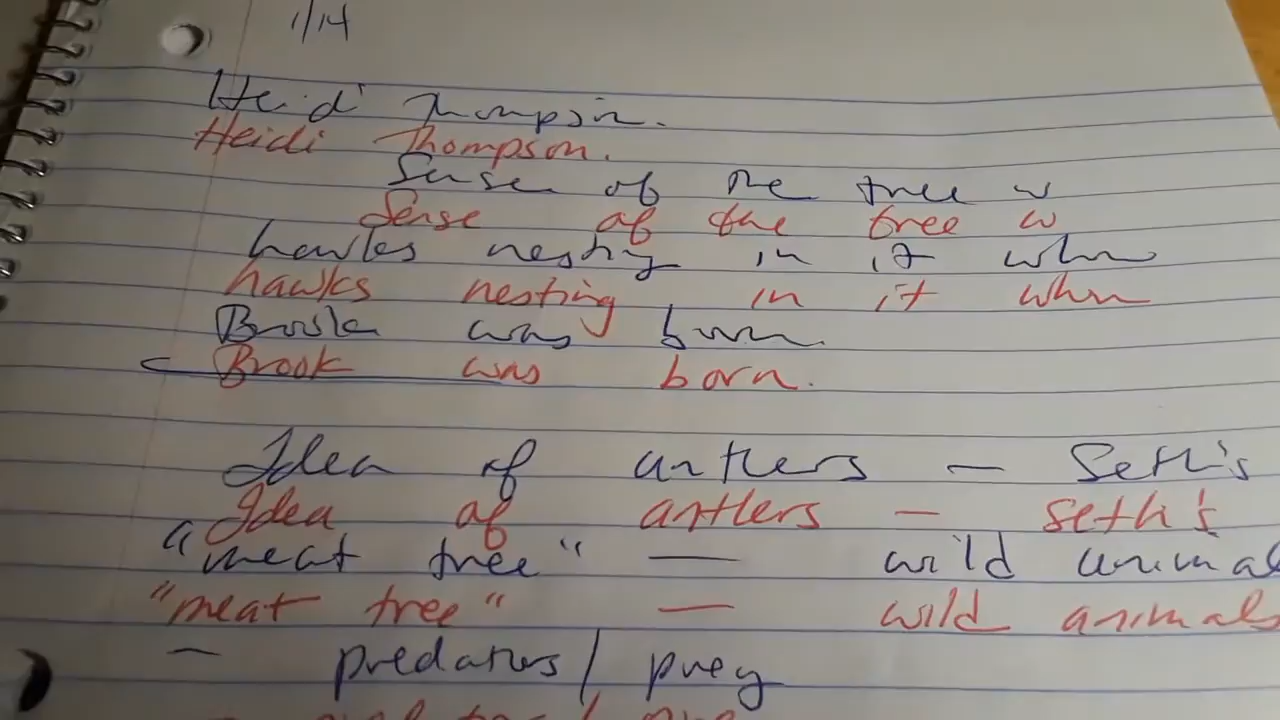 1/14
Heidi Thompson.
Heidi Thompson.
Sense of the tree w
Sense of the tree w
hawks nesting in it when
hawks nesting in it when
Brook was born.
Brook was born.
Idea of antlers — Seth's
Idea of antlers — Seth's
"meat tree" — wild animal
"meat tree" — wild animals
— predators / prey